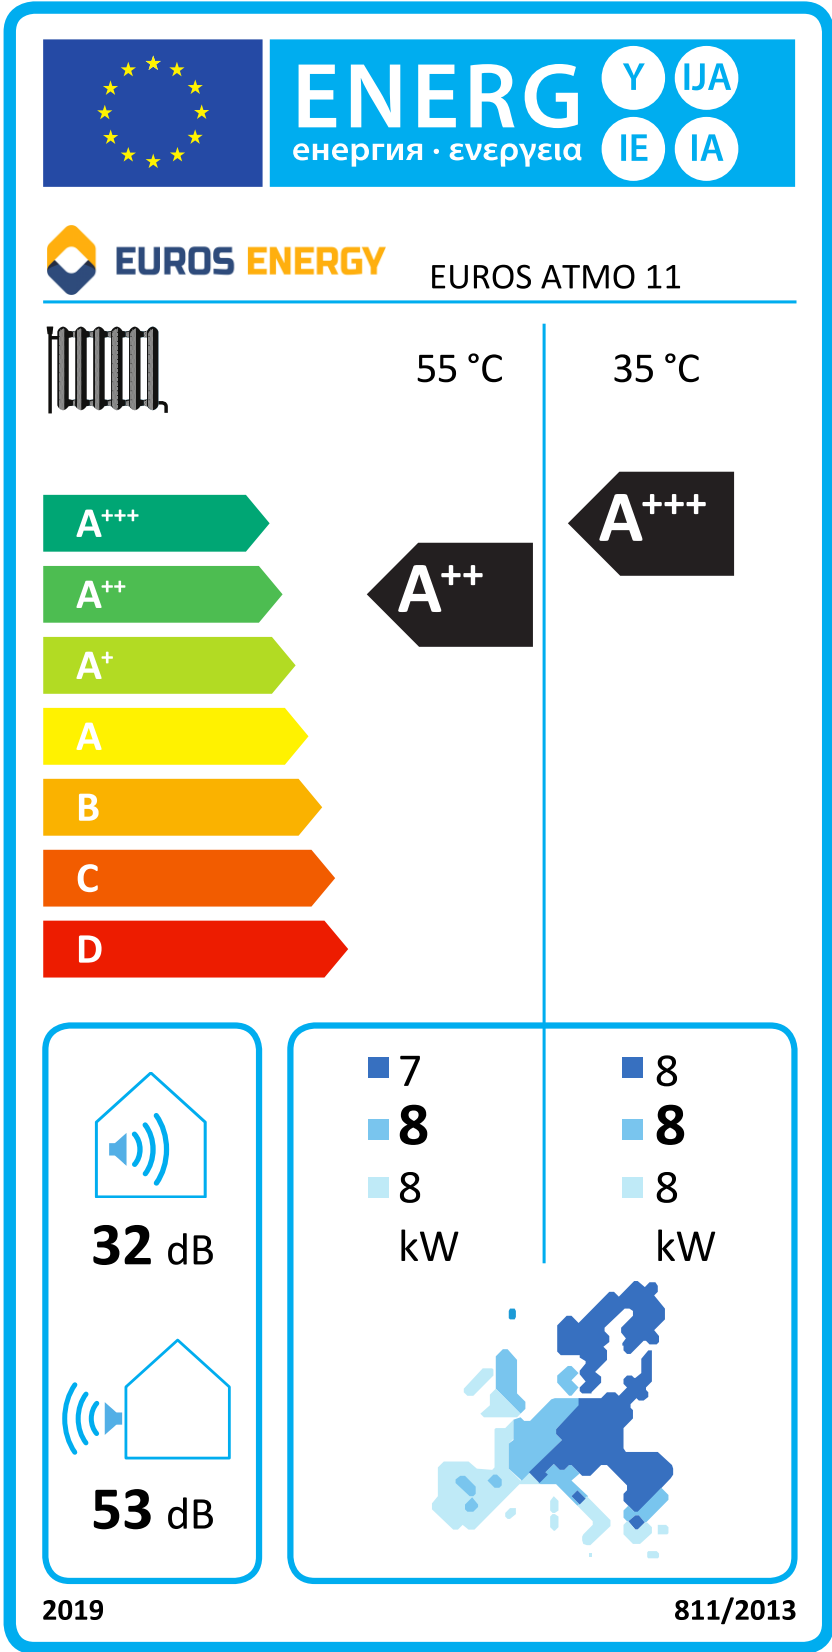 ENERG Y IJA
енергия · ενεργεια IE IA
EUROS ENERGY EUROS ATMO 11
55 °C 35 °C
A+++ A+++
A++ A++
A+
A
B
C
D
7 8
8 8
8 8
kW kW
32 dB
53 dB
2019 811/2013